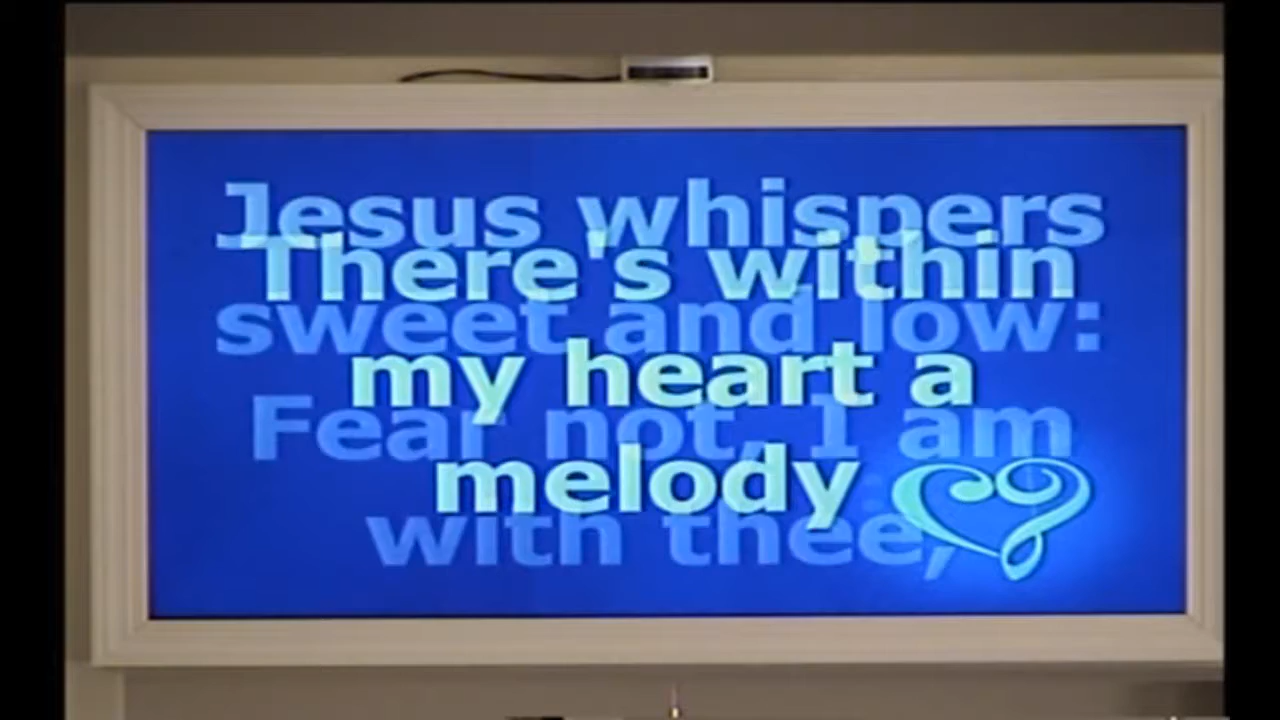 Jesus whispers
There's within
sweet and low:
my heart a
Fear not, I am
melody
with thee,